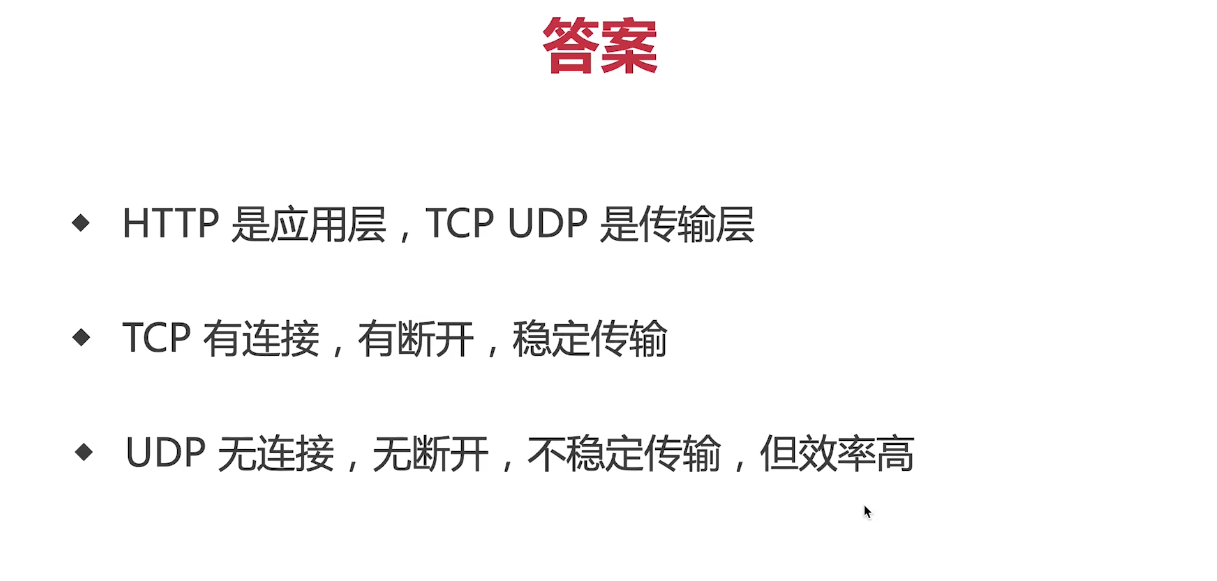 答案
◆ HTTP 是应用层，TCP UDP 是传输层
◆ TCP 有连接，有断开，稳定传输
◆ UDP 无连接，无断开，不稳定传输，但效率高